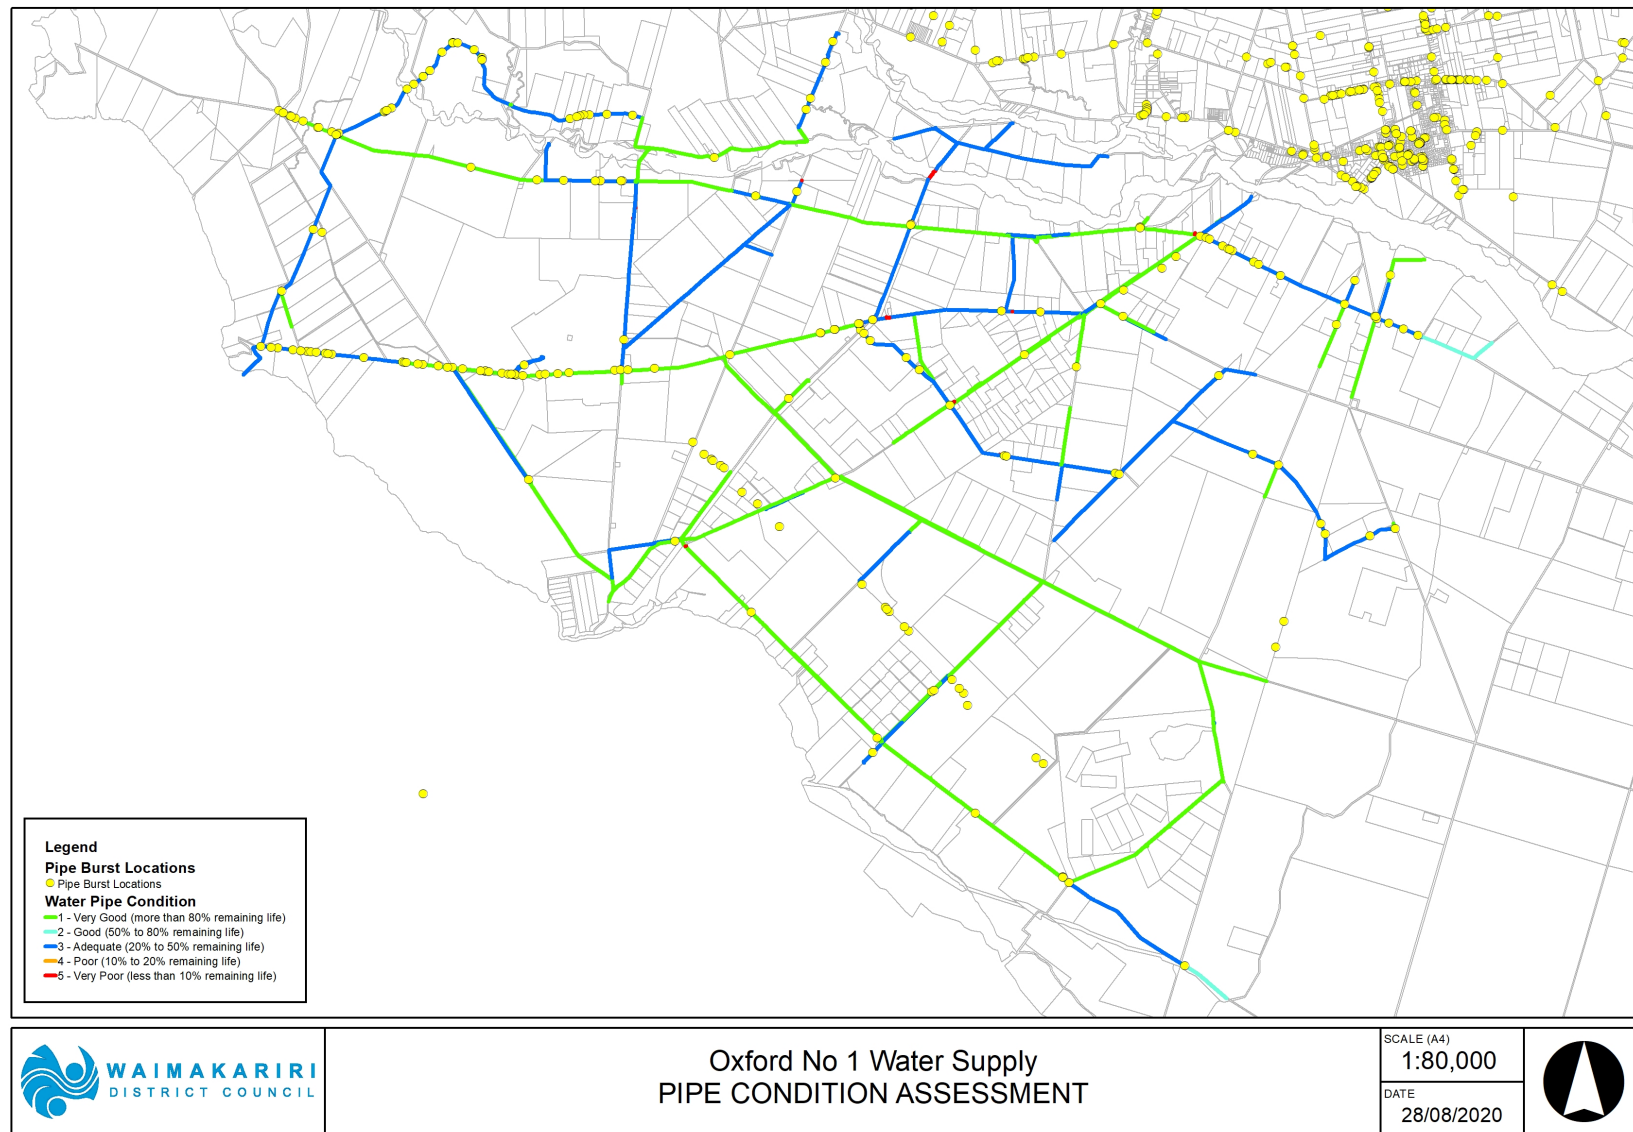 Legend
Pipe Burst Locations
Pipe Burst Locations
Water Pipe Condition
1 - Very Good (more than 80% remaining life)
2 - Good (50% to 80% remaining life)
3 - Adequate (20% to 50% remaining life)
4 - Poor (10% to 20% remaining life)
5 - Very Poor (less than 10% remaining life)
WAIMAKARIRI
DISTRICT COUNCIL
Oxford No 1 Water Supply
PIPE CONDITION ASSESSMENT
SCALE (A4)
1:80,000
DATE
28/08/2020